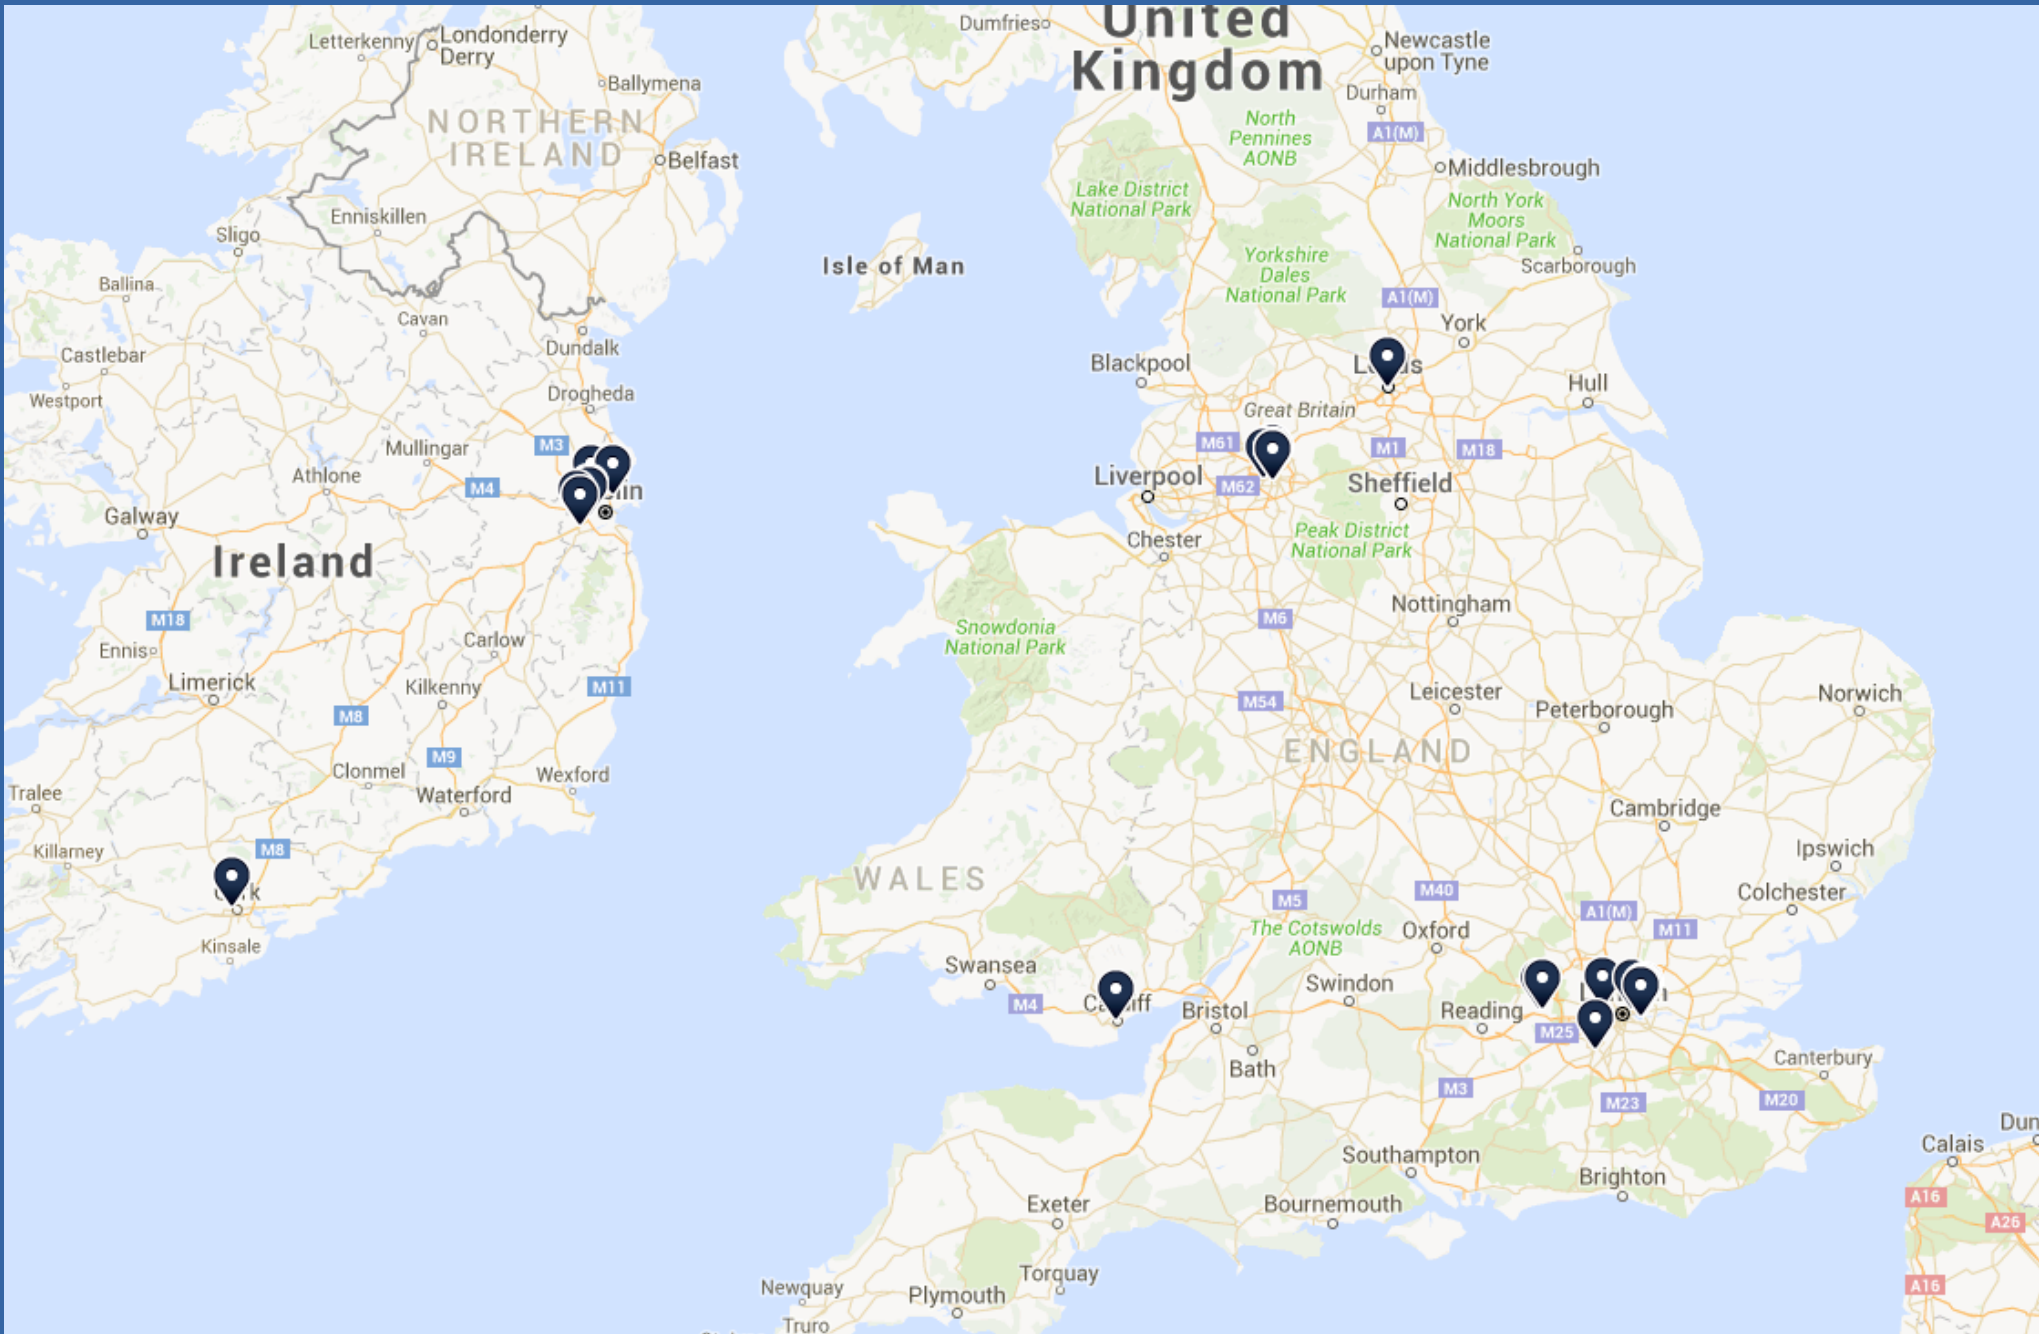 United
Kingdom
Dumfries
Newcastle
upon Tyne
Londonderry
Derry
Letterkenny
Ballymena
Durham
NORTHERN
IRELAND
North
Pennines
AONB
A1(M)
Belfast
Middlesbrough
Lake District
National Park
North York
Moors
National Park
Enniskillen
Sligo
Isle of Man
Yorkshire
Dales
National Park
Scarborough
Ballina
A1(M)
Cavan
York
Dundalk
Castlebar
Blackpool
Hull
Drogheda
Westport
Great Britain
M3
Mullingar
M61
M1
M18
Athlone
M4
Liverpool
M62
Sheffield
Galway
Chester
Peak District
National Park
Ireland
Nottingham
M18
M6
Snowdonia
National Park
Carlow
Ennis
Limerick
Kilkenny
M11
M54
Leicester
Peterborough
Norwich
M8
M9
ENGLAND
Clonmel
Wexford
Tralee
Waterford
Cambridge
Killarney
M8
Ipswich
WALES
M40
Colchester
M5
A1(M)
M11
The Cotswolds
AONB
Oxford
Kinsale
Swansea
Swindon
M4
Bristol
Reading
M25
Bath
Canterbury
M3
M23
M20
Dun
Calais
Southampton
Brighton
Exeter
Bournemouth
A16
A26
Torquay
Newquay
Plymouth
A16
Truro